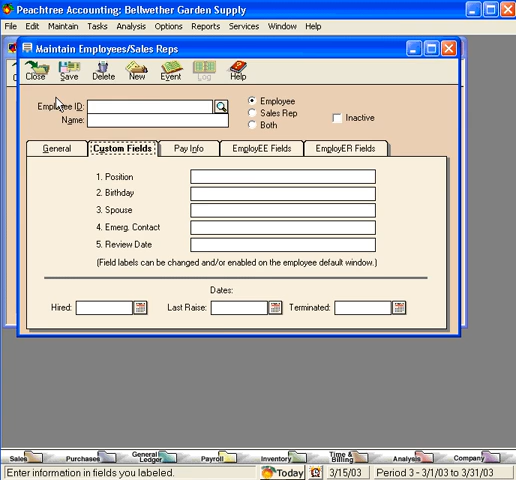 Peachtree Accounting: Bellwether Garden Supply
File Edit Maintain Tasks Analysis Options Reports Services Window Help
Maintain Employees/Sales Reps
Close Save Delete New Event Log Help
Employee ID:
Name:
Employee
Sales Rep
Both
Inactive
General Custom Fields Pay Info EmployEE Fields EmployER Fields
1. Position
2. Birthday
3. Spouse
4. Emerg. Contact
5. Review Date
(Field labels can be changed and/or enabled on the employee default window.)
Dates:
Hired: Last Raise: Terminated:
Sales Purchases General Ledger Payroll Inventory Time & Billing Analysis Company
Enter information in fields you labeled. Today 3/15/03 Period 3 - 3/1/03 to 3/31/03